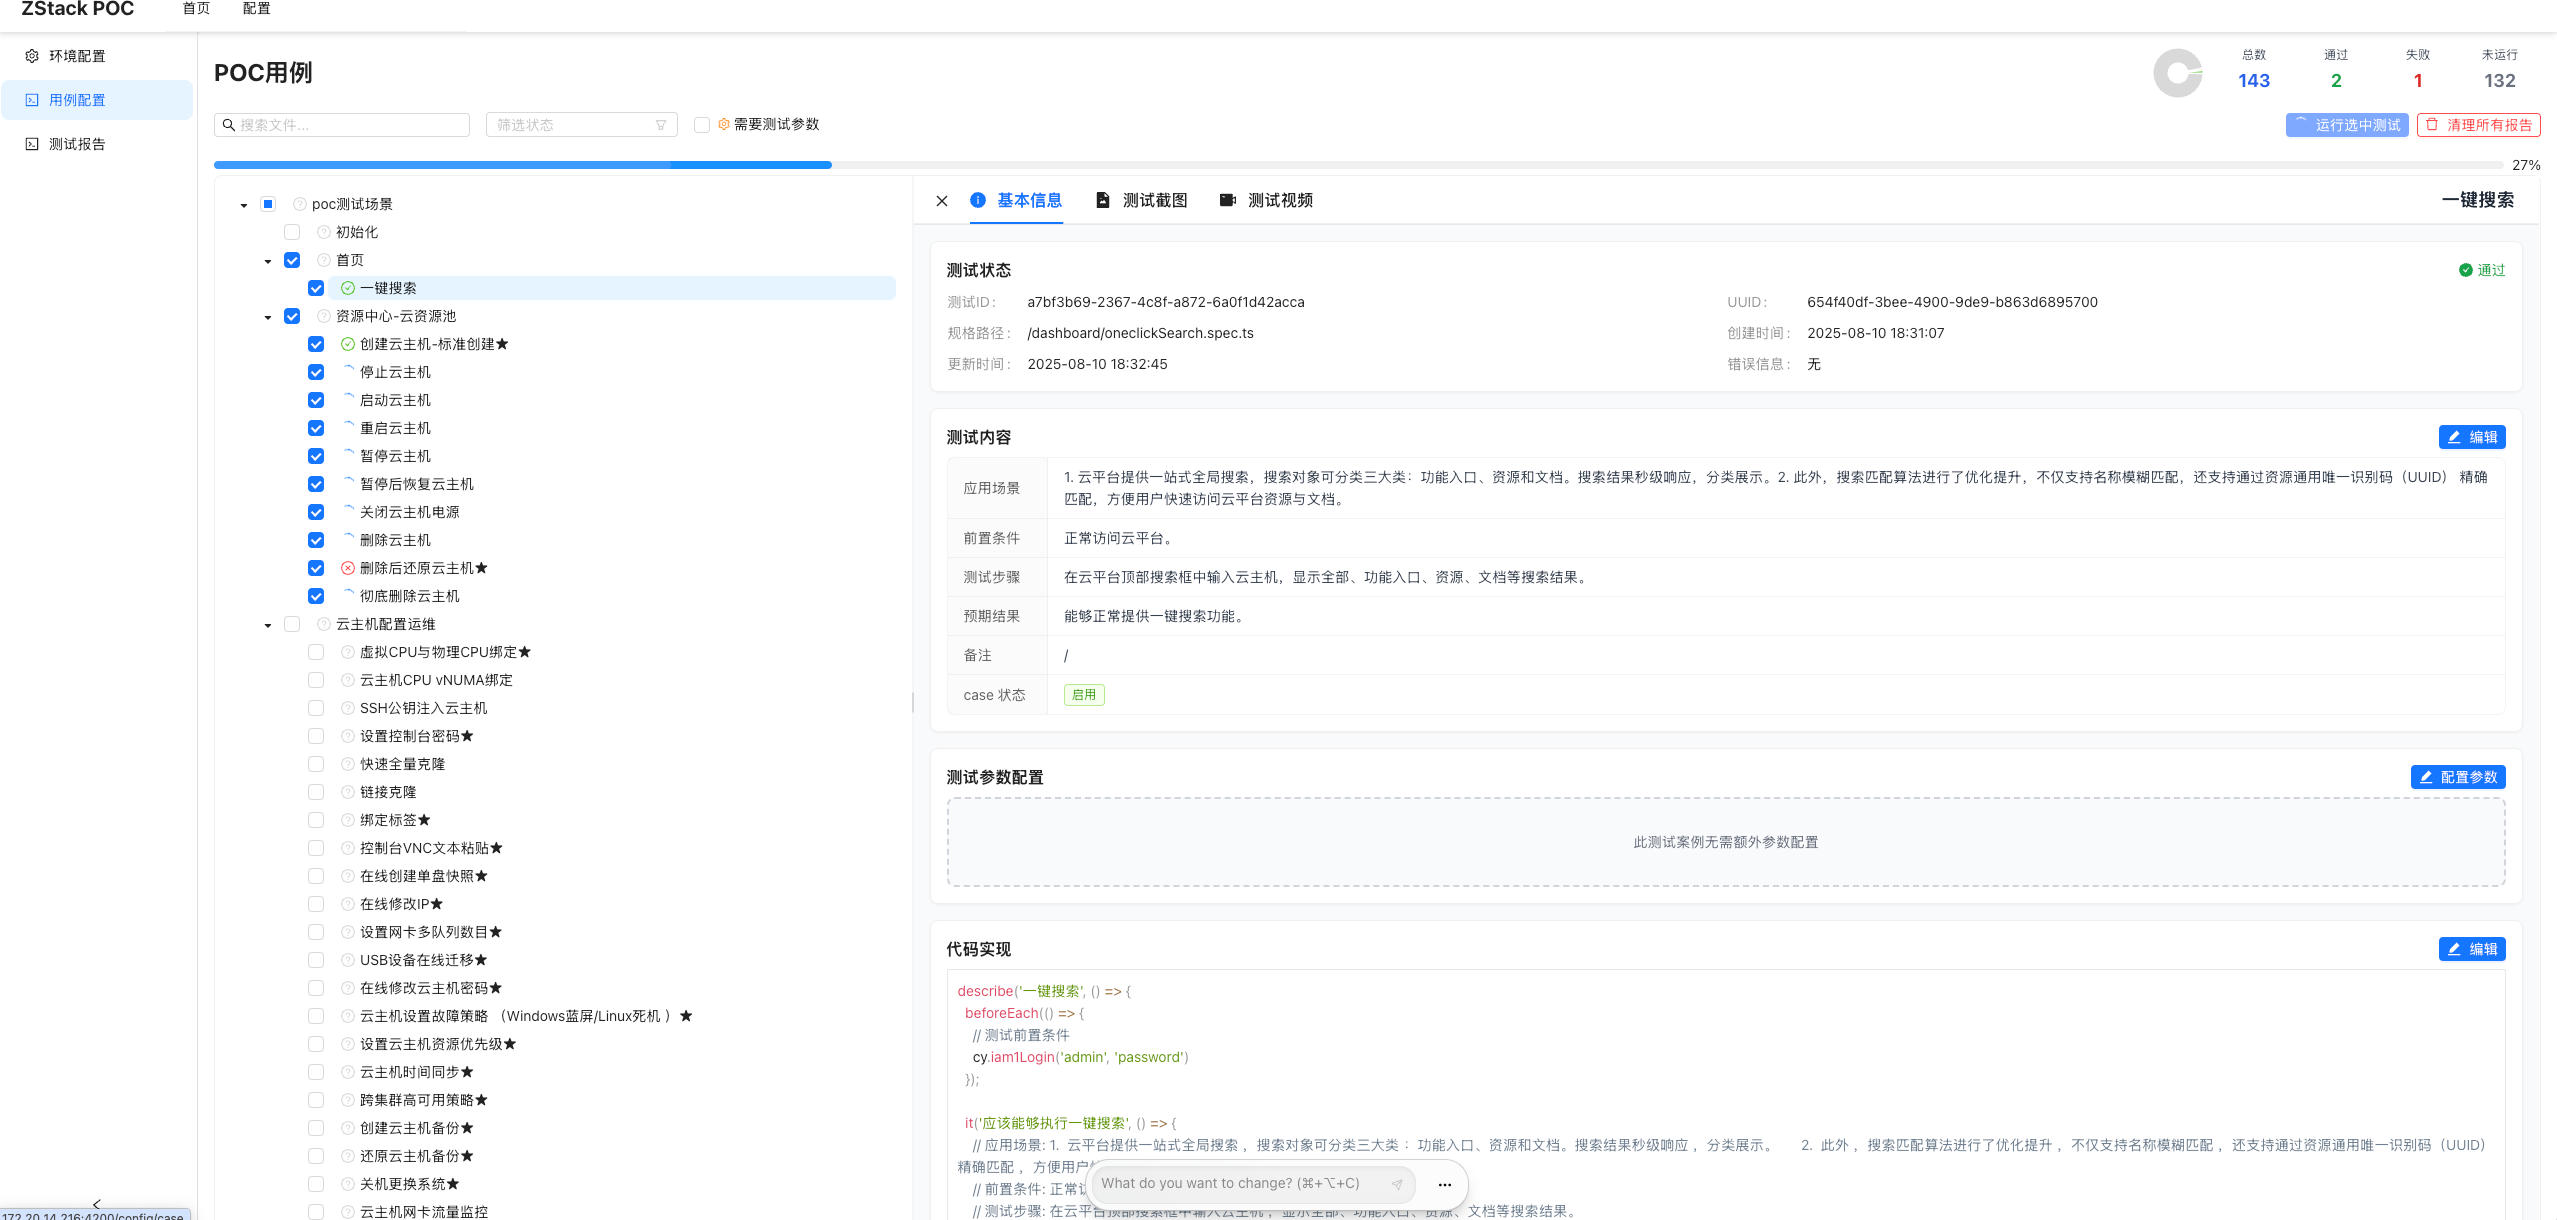 ZStack POC
首页
配置
环境配置
用例配置
测试报告
POC用例
总数
143
通过
2
失败
1
未运行
132
搜索文件...
筛选状态
需要测试参数
运行选中测试
清理所有报告
27%
poc测试场景
初始化
首页
一键搜索
资源中心-云资源池
创建云主机-标准创建★
停止云主机
启动云主机
重启云主机
暂停云主机
暂停后恢复云主机
关闭云主机电源
删除云主机
删除后还原云主机★
彻底删除云主机
云主机配置运维
虚拟CPU与物理CPU绑定★
云主机CPU vNUMA绑定
SSH公钥注入云主机
设置控制台密码★
快速全量克隆
链接克隆
绑定标签★
控制台VNC文本粘贴★
在线创建单盘快照★
在线修改IP★
设置网卡多队列数目★
USB设备在线迁移★
在线修改云主机密码★
云主机设置故障策略 （Windows蓝屏/Linux死机 ）★
设置云主机资源优先级★
云主机时间同步★
跨集群高可用策略★
创建云主机备份★
还原云主机备份★
关机更换系统★
云主机网卡流量监控
172.20.14.216:4200/config/case
基本信息
测试截图
测试视频
一键搜索
测试状态
通过
测试ID：
a7bf3b69-2367-4c8f-a872-6a0f1d42acca
UUID：
654f40df-3bee-4900-9de9-b863d6895700
规格路径：
/dashboard/oneclickSearch.spec.ts
创建时间：
2025-08-10 18:31:07
更新时间：
2025-08-10 18:32:45
错误信息：
无
测试内容
编辑
应用场景
1. 云平台提供一站式全局搜索，搜索对象可分类三大类：功能入口、资源和文档。搜索结果秒级响应，分类展示。2. 此外，搜索匹配算法进行了优化提升，不仅支持名称模糊匹配，还支持通过资源通用唯一识别码（UUID） 精确
匹配，方便用户快速访问云平台资源与文档。
前置条件
正常访问云平台。
测试步骤
在云平台顶部搜索框中输入云主机，显示全部、功能入口、资源、文档等搜索结果。
预期结果
能够正常提供一键搜索功能。
备注
/
case 状态
启用
测试参数配置
配置参数
此测试案例无需额外参数配置
代码实现
编辑
describe('一键搜索', () => {
beforeEach(() => {
// 测试前置条件
cy.iam1Login('admin', 'password')
});
it('应该能够执行一键搜索', () => {
// 应用场景: 1. 云平台提供一站式全局搜索，搜索对象可分类三大类：功能入口、资源和文档。搜索结果秒级响应，分类展示。 2. 此外，搜索匹配算法进行了优化提升，不仅支持名称模糊匹配，还支持通过资源通用唯一识别码（UUID）
精确匹配，方便用户
// 前置条件: 正常
// 测试步骤: 在云平台顶部搜索框中输入云主机，显示全部、功能入口、资源、文档等搜索结果。
What do you want to change? (⌘+⌥+C)